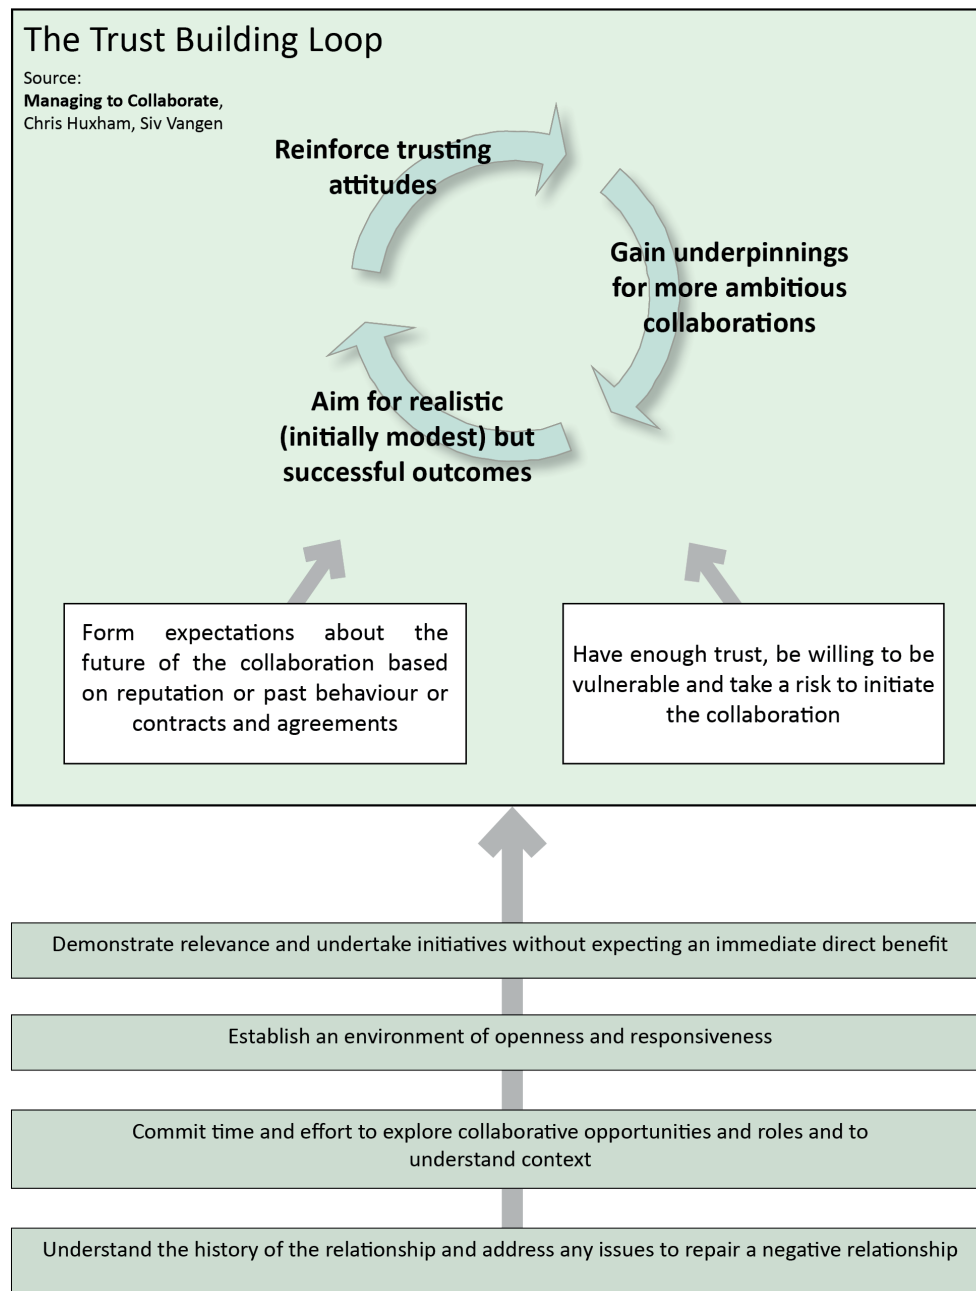 The Trust Building Loop
Source:
Managing to Collaborate,
Chris Huxham, Siv Vangen
Reinforce trusting
attitudes
Gain underpinnings
for more ambitious
collaborations
Aim for realistic
(initially modest) but
successful outcomes
Form expectations about the
future of the collaboration based
on reputation or past behaviour or
contracts and agreements
Have enough trust, be willing to be
vulnerable and take a risk to initiate
the collaboration
Demonstrate relevance and undertake initiatives without expecting an immediate direct benefit
Establish an environment of openness and responsiveness
Commit time and effort to explore collaborative opportunities and roles and to
understand context
Understand the history of the relationship and address any issues to repair a negative relationship